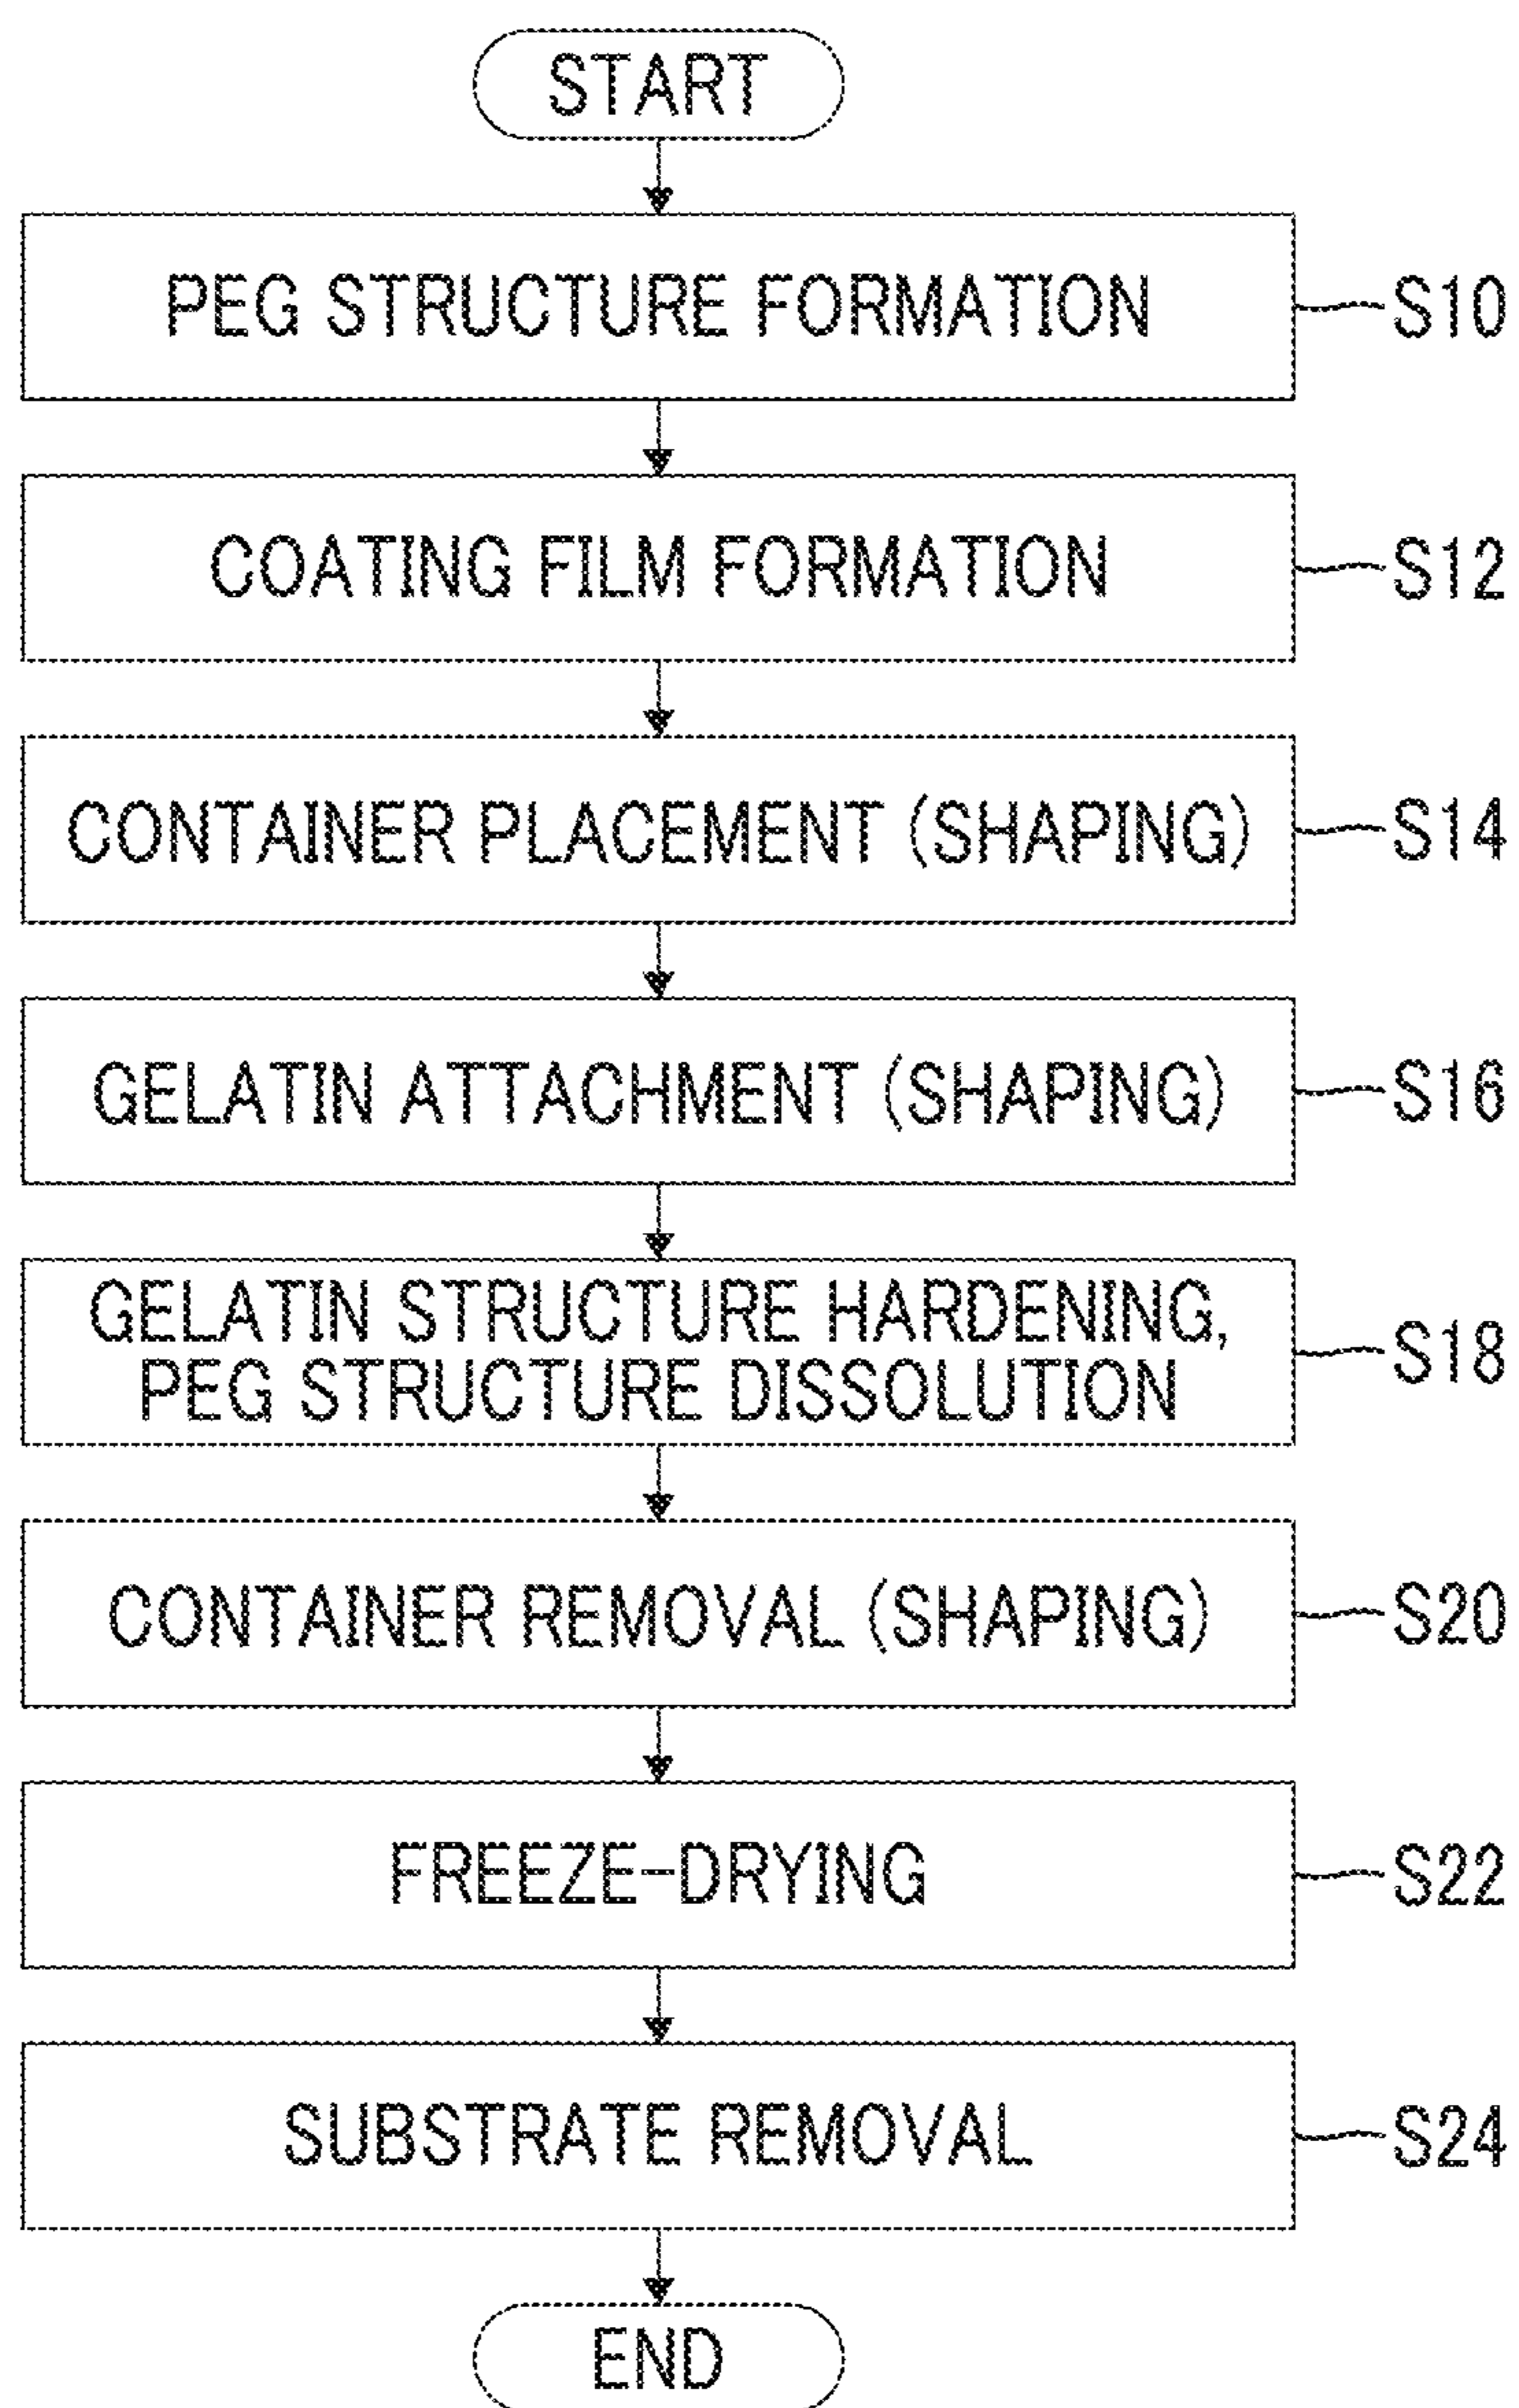 START
PEG STRUCTURE FORMATION
S10
COATING FILM FORMATION
S12
CONTAINER PLACEMENT (SHAPING)
S14
GELATIN ATTACHMENT (SHAPING)
S16
GELATIN STRUCTURE HARDENING,
PEG STRUCTURE DISSOLUTION
S18
CONTAINER REMOVAL (SHAPING)
S20
FREEZE-DRYING
S22
SUBSTRATE REMOVAL
S24
END